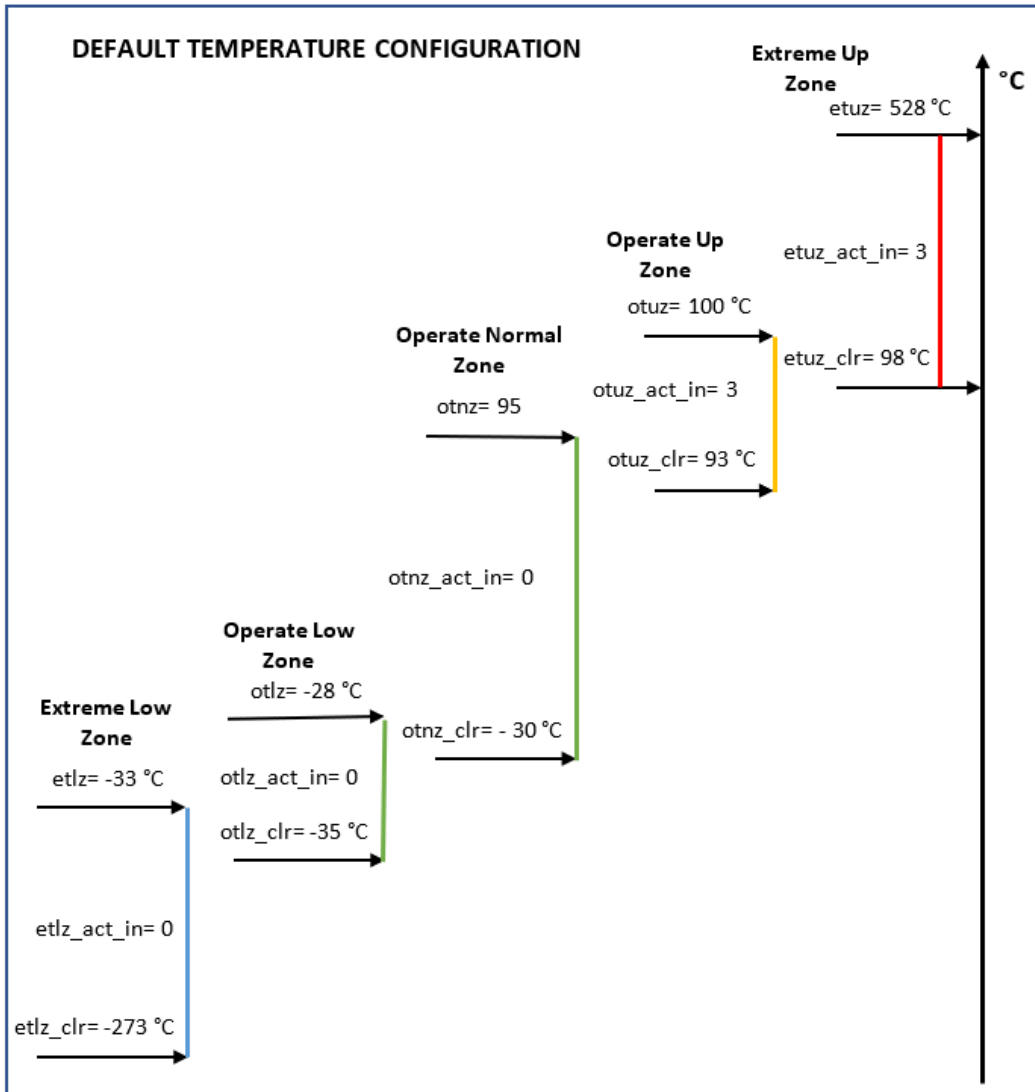 DEFAULT TEMPERATURE CONFIGURATION
Extreme Up
Zone
°C
etuz= 528 °C
etuz_act_in= 3
etuz_clr= 98 °C
Operate Up
Zone
otuz= 100 °C
otuz_act_in= 3
otuz_clr= 93 °C
Operate Normal
Zone
otnz= 95
otnz_act_in= 0
otnz_clr= - 30 °C
Operate Low
Zone
otlz= -28 °C
otlz_act_in= 0
otlz_clr= -35 °C
Extreme Low
Zone
etlz= -33 °C
etlz_act_in= 0
etlz_clr= -273 °C